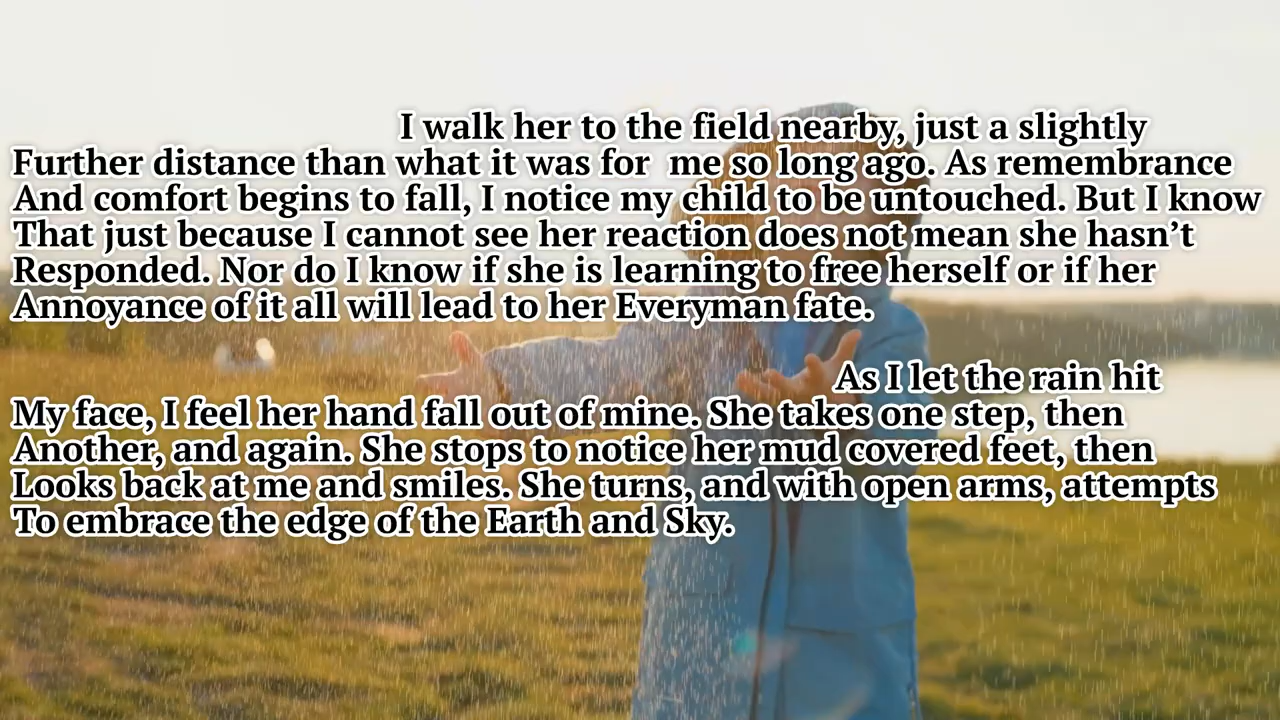 I walk her to the field nearby, just a slightly
Further distance than what it was for  me so long ago. As remembrance
And comfort begins to fall, I notice my child to be untouched. But I know
That just because I cannot see her reaction does not mean she hasn’t
Responded. Nor do I know if she is learning to free herself or if her
Annoyance of it all will lead to her Everyman fate.
As I let the rain hit
My face, I feel her hand fall out of mine. She takes one step, then
Another, and again. She stops to notice her mud covered feet, then
Looks back at me and smiles. She turns, and with open arms, attempts
To embrace the edge of the Earth and Sky.